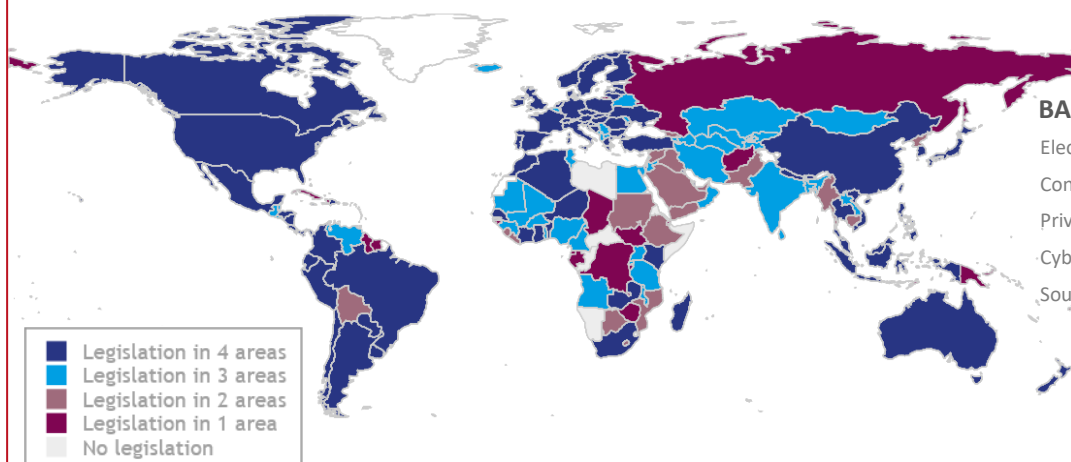 BA
Elec
Con
Priv
Cyb
Sou
Legislation in 4 areas
Legislation in 3 areas
Legislation in 2 areas
Legislation in 1 area
No legislation